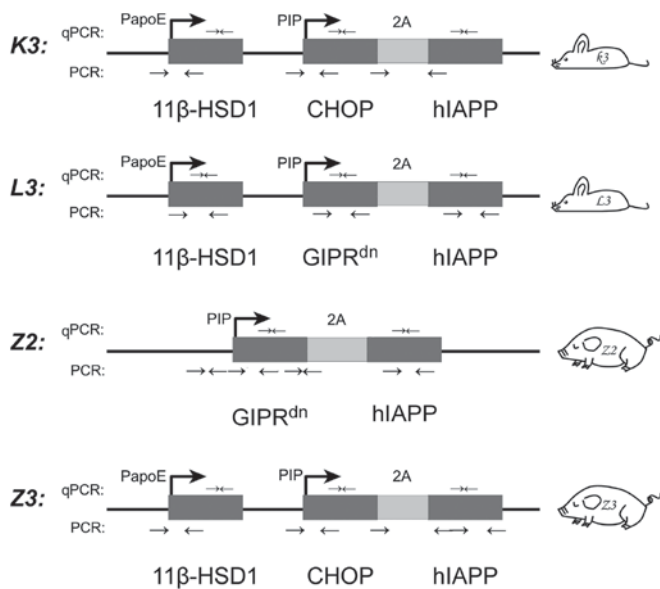 K3:
qPCR:
PCR:
PapoE
PIP
2A
11β-HSD1
CHOP
hIAPP
k3
L3:
qPCR:
PCR:
PapoE
PIP
2A
11β-HSD1
GIPRdn
hIAPP
L3
Z2:
qPCR:
PCR:
PIP
2A
GIPRdn
hIAPP
Z2
Z3:
qPCR:
PCR:
PapoE
PIP
2A
11β-HSD1
CHOP
hIAPP
Z3